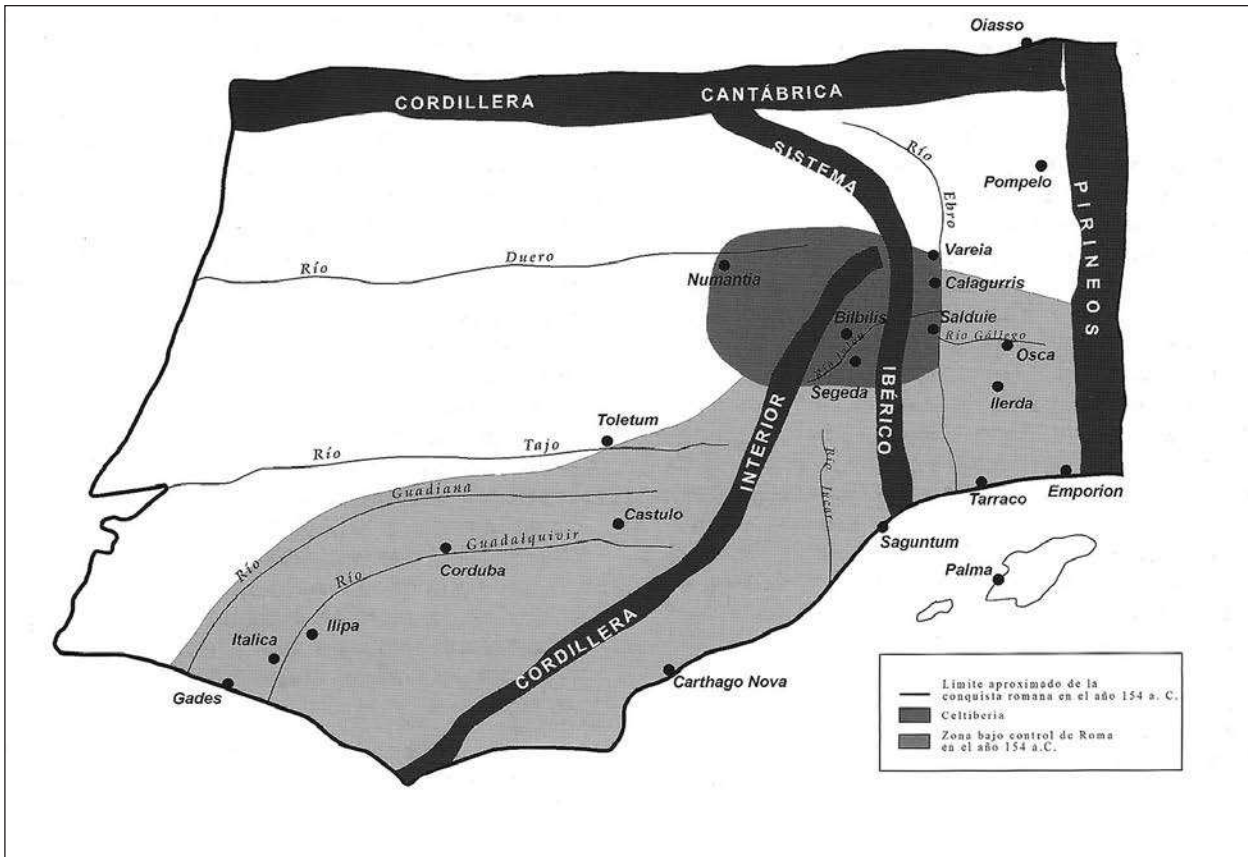 Oiasso
CORDILLERA CANTÁBRICA
SISTEMA IBÉRICO
PIRINEOS
Río Ebro
Pompelo
Vareia
Río Duero
Numantia
Calagurris
Bilbilis
Salduie
Río Gállego
Osca
Segeda
Ilerda
Toletum
Río Tajo
CORDILLERA INTERIOR
Río Jucar
Río Guadiana
Castulo
Tarraco
Emporion
Río Guadalquivir
Corduba
Saguntum
Palma
Ilipa
Italica
Gades
Carthago Nova
Límite aproximado de la
conquista romana en el año 154 a. C.
Celtiberia
Zona bajo control de Roma
en el año 154 a.C.